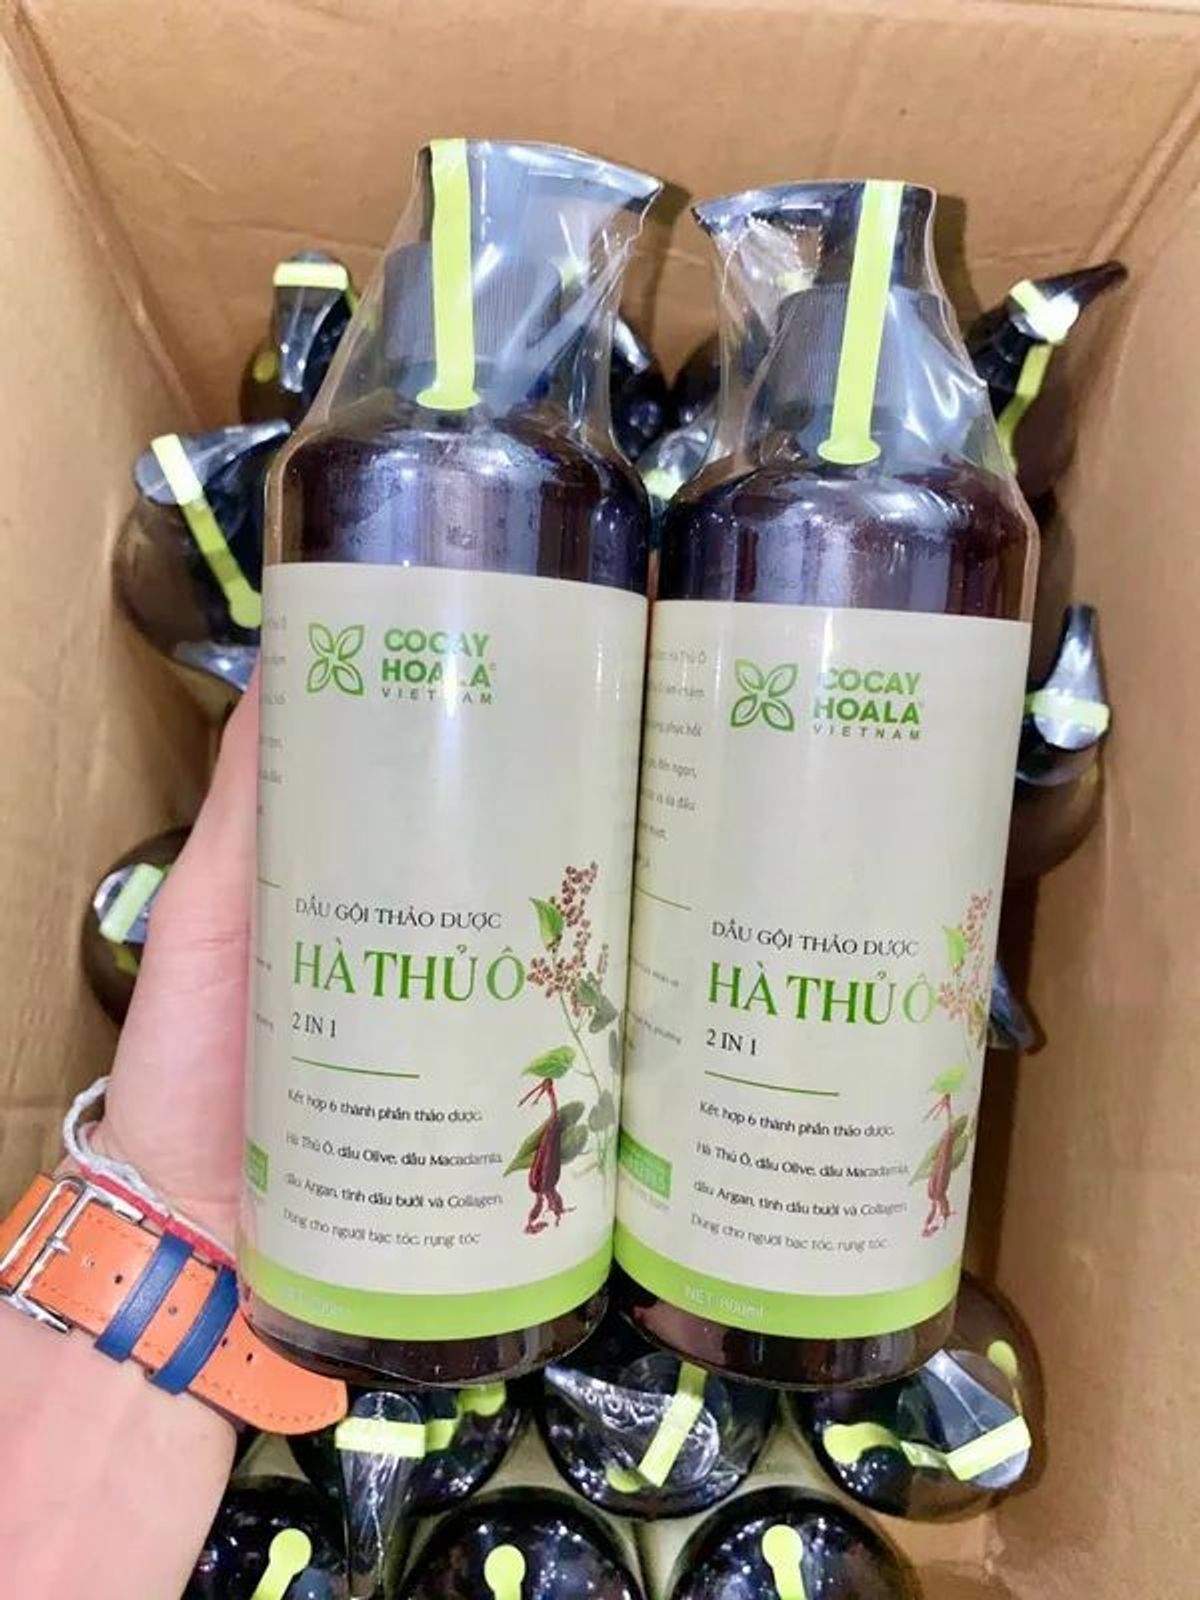 COCAY
HOALA
VIETNAM
DẦU GỘI THẢO DƯỢC
HÀ THỦ Ô
2 IN 1
Kết hợp 6 thành phần thảo dược,
Hà Thủ Ô, dầu Olive, dầu Macadamia,
dầu Argan, tinh dầu bưởi và Collagen
Dùng cho người bạc tóc, rụng tóc
COCAY
HOALA
VIETNAM
DẦU GỘI THẢO DƯỢC
HÀ THỦ Ô
2 IN 1
Kết hợp 6 thành phần thảo dược,
Hà Thủ Ô, dầu Olive, dầu Macadamia,
dầu Argan, tinh dầu bưởi và Collagen
Dùng cho người bạc tóc, rụng tóc
NET: 800ml